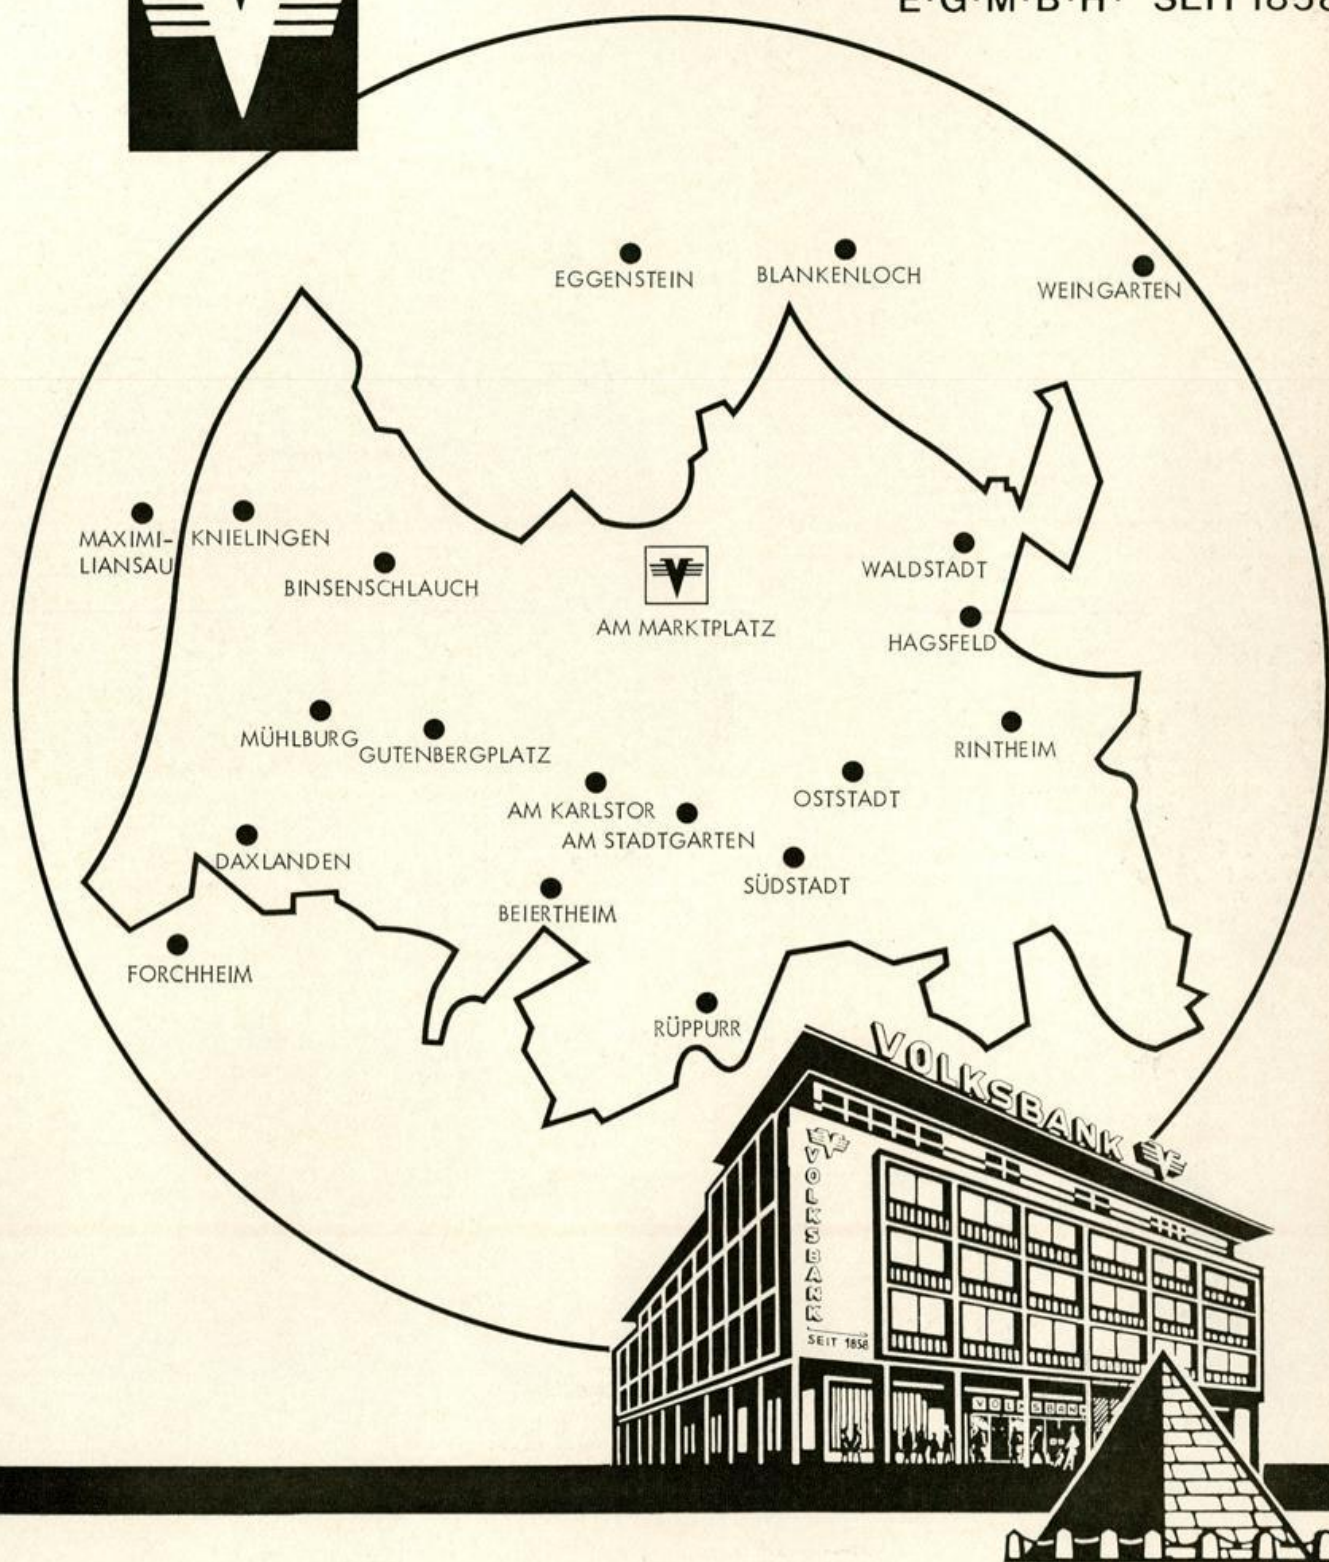 E·G·M·B·H· SEIT 1858
EGGENSTEIN
BLANKENLOCH
WEINGARTEN
MAXIMI-
LIANSAU
KNIELINGEN
BINSENSCHLAUCH
AM MARKTPLATZ
WALDSTADT
HAGSFELD
MÜHLBURG
GUTENBERGPLATZ
RINTHEIM
AM KARLSTOR
OSTSTADT
AM STADTGARTEN
DAXLANDEN
SÜDSTADT
BEIERTHEIM
FORCHHEIM
RÜPPURR
VOLKSBANK
VOLKSBANK
SEIT 1858
VOLKSBANK